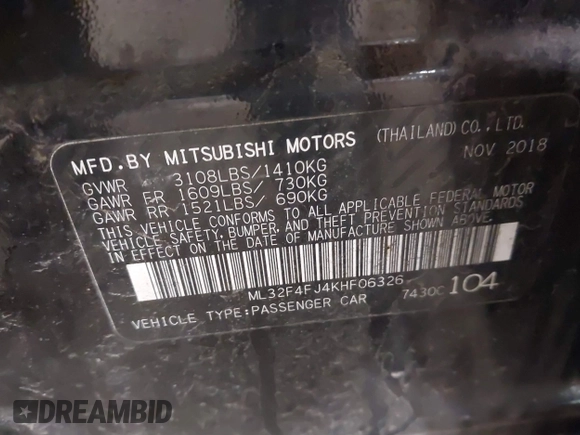 MFD.BY MITSUBISHI MOTORS (THAILAND) CO.,LTD.
NOV 2018
GVWR 3108LBS/1410KG
GAWR FR 1609LBS/ 730KG
GAWR RR 1521LBS/ 690KG
THIS VEHICLE CONFORMS TO ALL APPLICABLE FEDERAL MOTOR
VEHICLE SAFETY, BUMPER, AND THEFT PREVENTION STANDARDS
IN EFFECT ON THE DATE OF MANUFACTURE SHOWN ABOVE.
ML32F4FJ4KHF06326
7430C 104
VEHICLE TYPE:PASSENGER CAR
DREAMBID